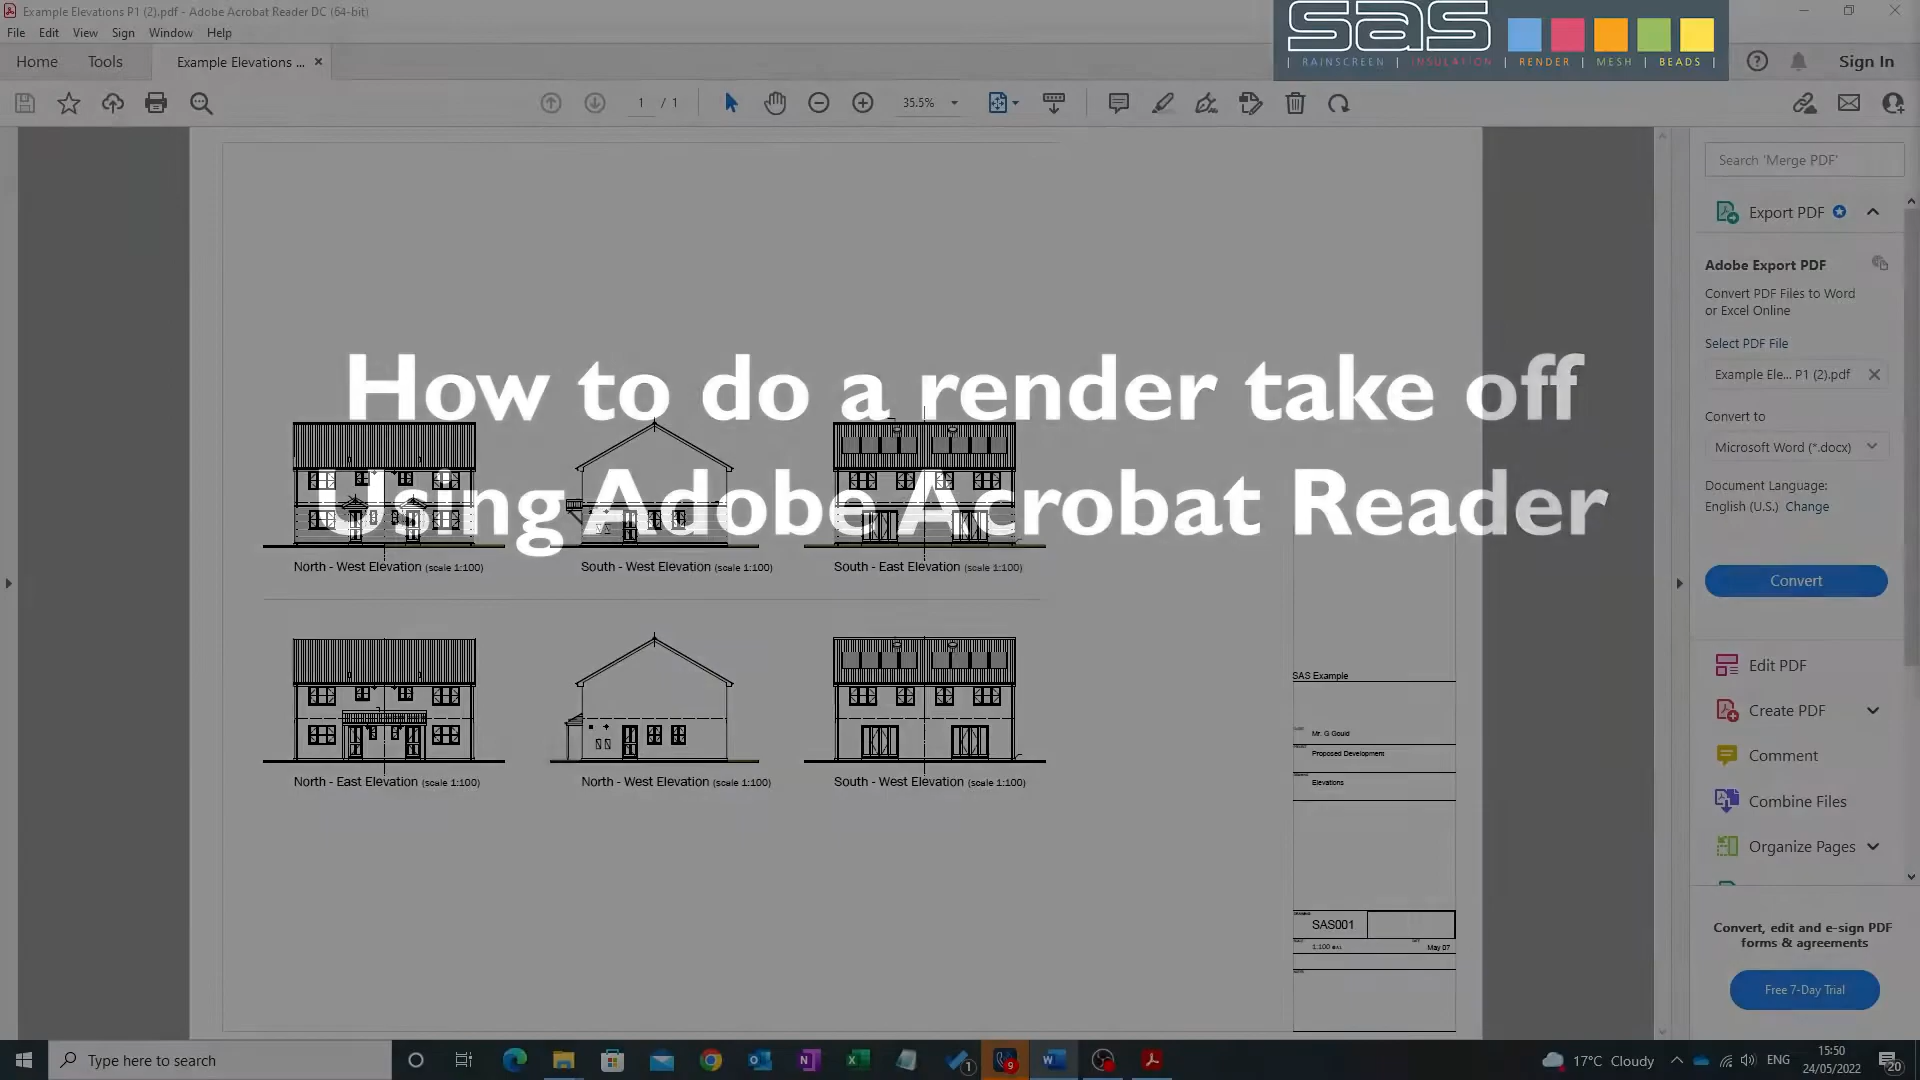 Example Elevations P1 (2).pdf - Adobe Acrobat Reader DC (64-bit)
File Edit View Sign Window Help
sas
| RAINSCREEN | INSULATION | RENDER | MESH | BEADS |
Home Tools Example Elevations ... × Sign In
1 / 1 35.5%
Search 'Merge PDF'
Export PDF
Adobe Export PDF
Convert PDF Files to Word
or Excel Online
Select PDF File
Example Ele... P1 (2).pdf
Convert to
Microsoft Word (*.docx)
Document Language:
English (U.S.) Change
Convert
How to do a render take off
Using Adobe Acrobat Reader
North - West Elevation (scale 1:100)
South - West Elevation (scale 1:100)
South - East Elevation (scale 1:100)
North - East Elevation (scale 1:100)
North - West Elevation (scale 1:100)
South - West Elevation (scale 1:100)
SAS Example
Mr. G Gould
Proposed Development
Elevations
SAS001
1:100
May 07
Edit PDF
Create PDF
Comment
Combine Files
Organize Pages
Convert, edit and e-sign PDF
forms & agreements
Free 7-Day Trial
Type here to search
1
9
17°C Cloudy
ENG
15:50
24/05/2022
20